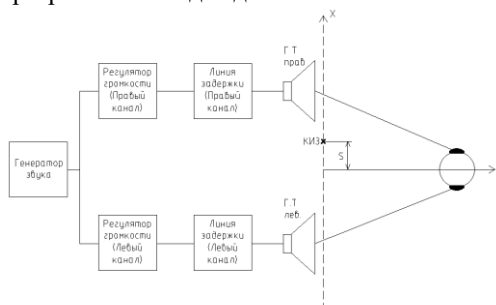 X
Г.Т
прав.
Регулятор
громкости
(Правый
канал)
Линия
задержки
(Правый
канал)
КИЗ
S
Генератор
звука
Регулятор
громкости
(Левый
канал)
Линия
задержки
(Левый
канал)
Г.Т
лев.